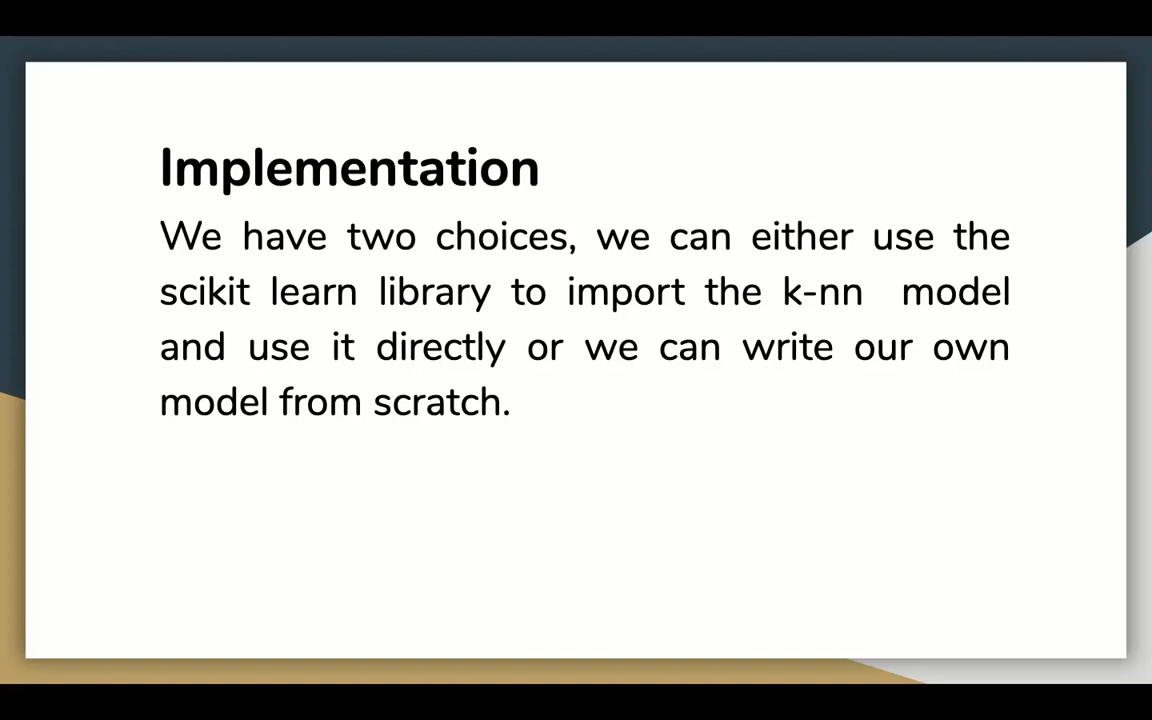 Implementation
We have two choices, we can either use the
scikit learn library to import the k-nn model
and use it directly or we can write our own
model from scratch.